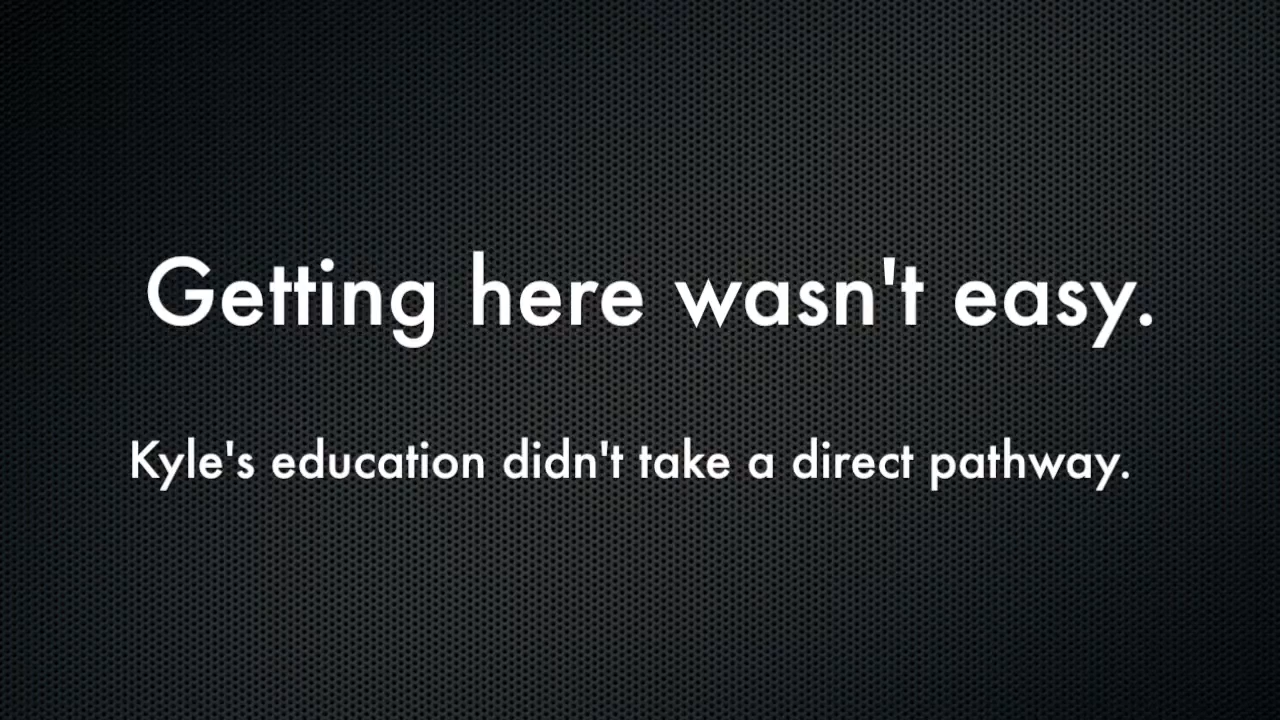 Getting here wasn't easy.
Kyle's education didn't take a direct pathway.